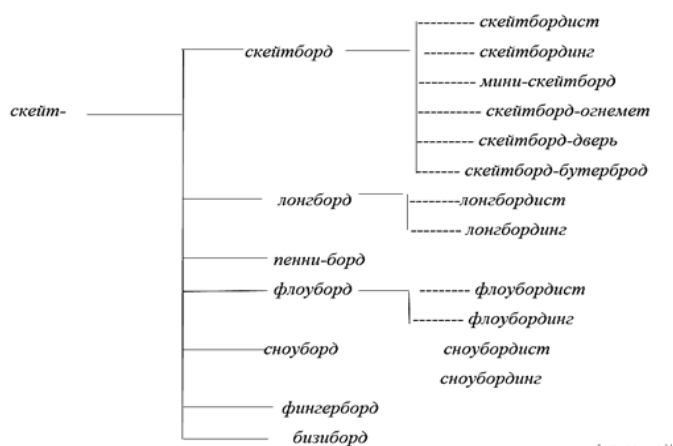 скейтбордист
скейтборд
скейтбординг
мини-скейтборд
скейт-
скейтборд-огнемет
скейтборд-дверь
скейтборд-бутерброд
лонгборд
лонгбордист
лонгбординг
пенни-борд
флоуборд
флоубордист
флоубординг
сноуборд
сноубордист
сноубординг
фингерборд
бизиборд